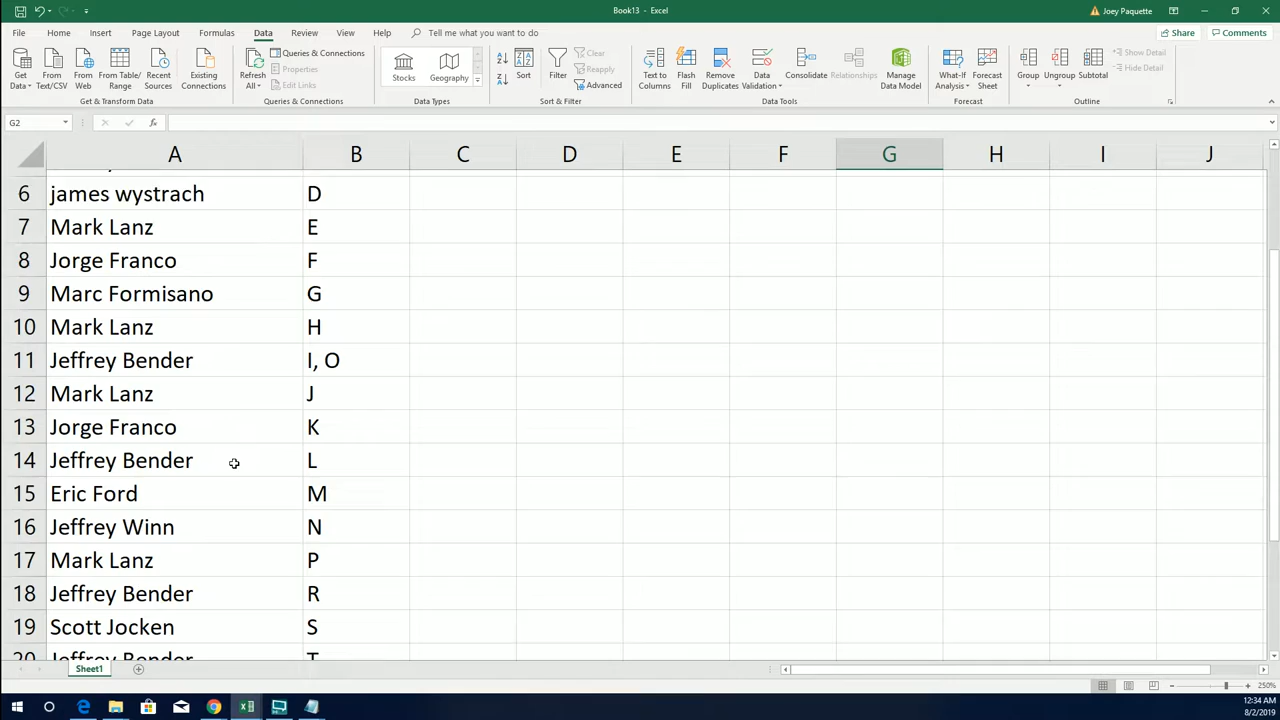 Book13 - Excel
Joey Paquette
File Home Insert Page Layout Formulas Data Review View Help Tell me what you want to do
Share Comments
Get Data
From Text/CSV
From Web
From Table/ Range
Recent Sources
Existing Connections
Get & Transform Data
Refresh All
Queries & Connections
Properties
Edit Links
Queries & Connections
Stocks
Geography
Data Types
Sort
Filter
Clear
Reapply
Advanced
Sort & Filter
Text to Columns
Flash Fill
Remove Duplicates
Data Validation
Consolidate
Relationships
Manage Data Model
Data Tools
What-If Analysis
Forecast Sheet
Forecast
Group
Ungroup
Subtotal
Show Detail
Hide Detail
Outline
G2 fx
A B C D E F G H I J
6 james wystrach D
7 Mark Lanz E
8 Jorge Franco F
9 Marc Formisano G
10 Mark Lanz H
11 Jeffrey Bender I, O
12 Mark Lanz J
13 Jorge Franco K
14 Jeffrey Bender L
15 Eric Ford M
16 Jeffrey Winn N
17 Mark Lanz P
18 Jeffrey Bender R
19 Scott Jocken S
20 Jeffrey Bender T
Sheet1
250%
12:34 AM
8/2/2019